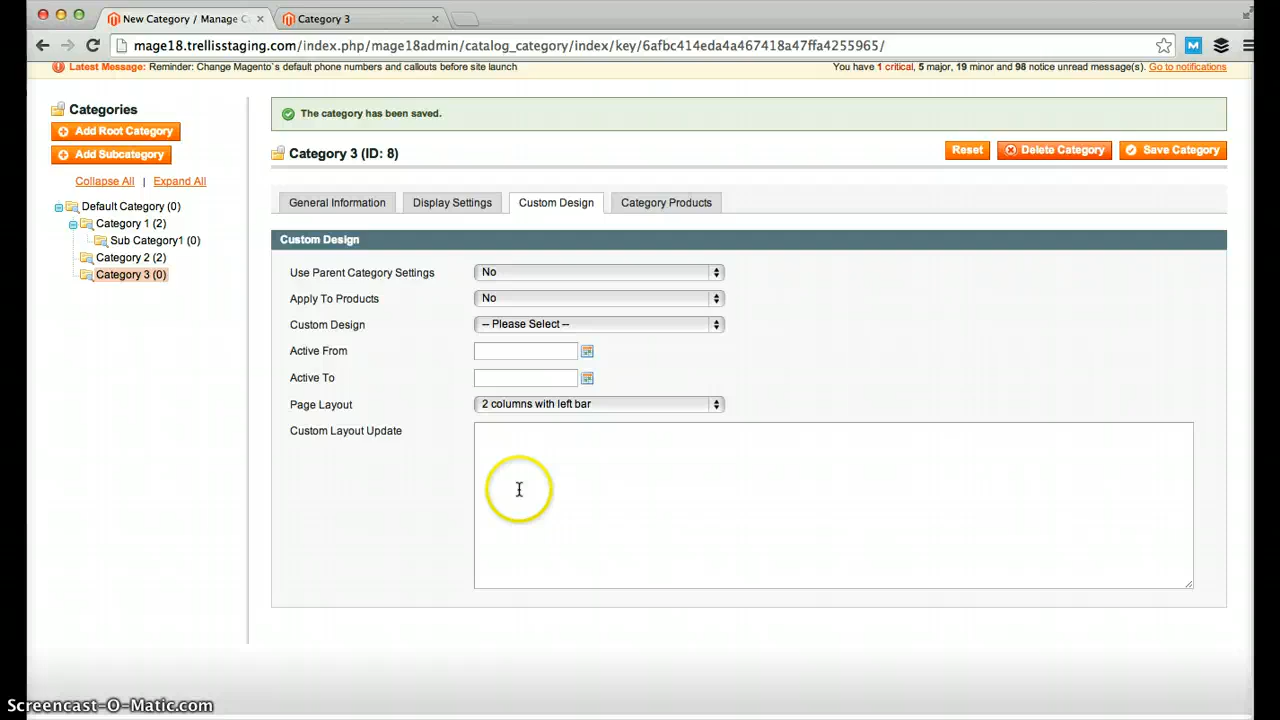 New Category / Manage C
Category 3
mage18.trellisstaging.com/index.php/mage18admin/catalog_category/index/key/6afbc414eda4a467418a47ffa4255965/
Latest Message: Reminder: Change Magento`s default phone numbers and callouts before site launch
You have 1 critical, 5 major, 19 minor and 98 notice unread message(s). Go to notifications
Categories
Add Root Category
Add Subcategory
Collapse All | Expand All
Default Category (0)
Category 1 (2)
Sub Category1 (0)
Category 2 (2)
Category 3 (0)
The category has been saved.
Category 3 (ID: 8)
Reset Delete Category Save Category
General Information Display Settings Custom Design Category Products
Custom Design
Use Parent Category Settings No
Apply To Products No
Custom Design -- Please Select --
Active From
Active To
Page Layout 2 columns with left bar
Custom Layout Update
Screencast-O-Matic.com